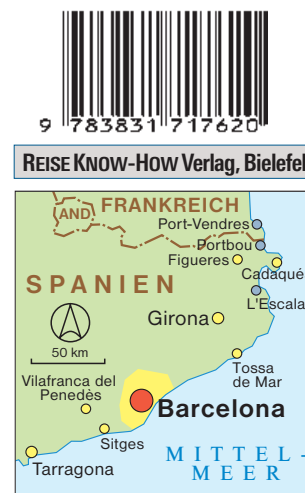 9 783831 717620
REISE KNOW-HOW Verlag, Bielefel
AND
FRANKREICH
Port-Vendres
Portbou
Figueres
Cadaqué
SPANIEN
L'Escala
Girona
50 km
Tossa
de Mar
Vilafranca del
Penedès
Barcelona
Sitges
MITTEL-
MEER
Tarragona